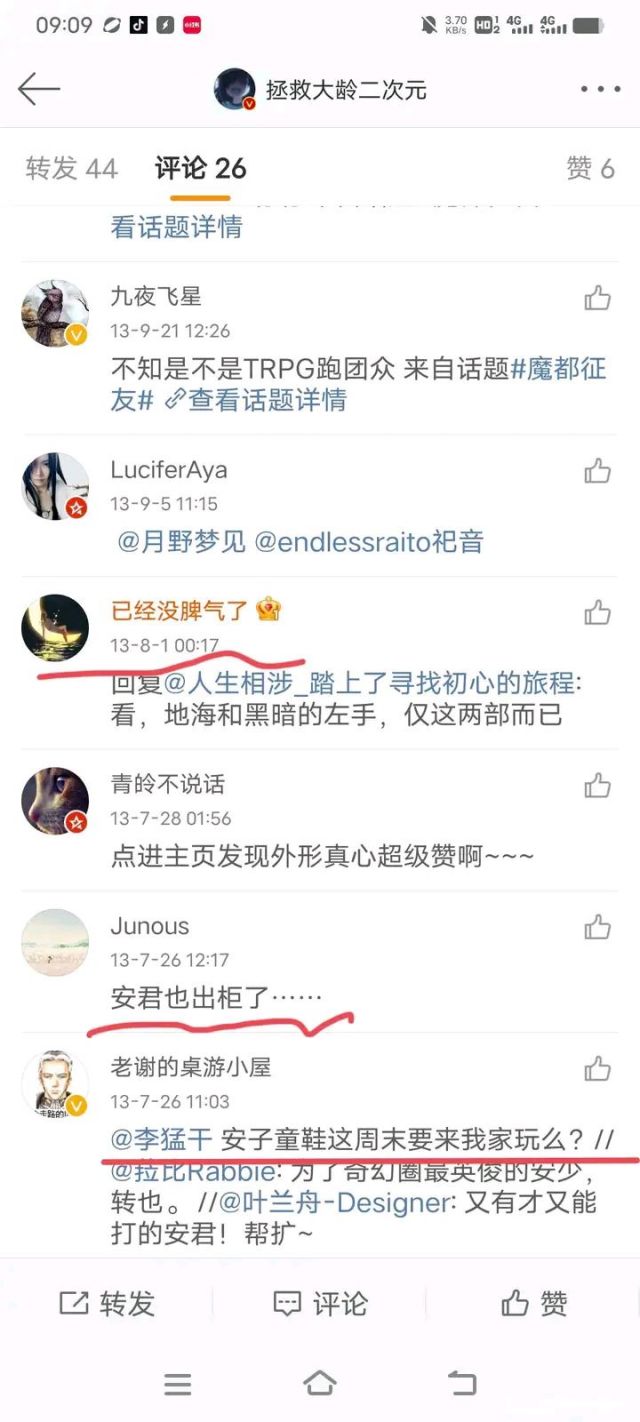 09:09
3.70
KB/s
HD 1
2
4G
4G
拯救大龄二次元
转发 44
评论 26
赞 6
看话题详情
九夜飞星
13-9-21 12:26
不知是不是TRPG跑团众 来自话题#魔都征
友# 查看话题详情
LuciferAya
13-9-5 11:15
@月野梦见 @endlessraito祀音
已经没脾气了
13-8-1 00:17
回复@人生相涉_踏上了寻找初心的旅程:
看，地海和黑暗的左手，仅这两部而已
青皊不说话
13-7-28 01:56
点进主页发现外形真心超级赞啊~~~
Junous
13-7-26 12:17
安君也出柜了……
老谢的桌游小屋
13-7-26 11:03
@李猛干 安子童鞋这周末要来我家玩么？//
@拉比Rabbie: 为了奇幻圈最英俊的安少，
转也。//@叶兰舟-Designer: 又有才又能
打的安君！帮扩~
转发
评论
赞